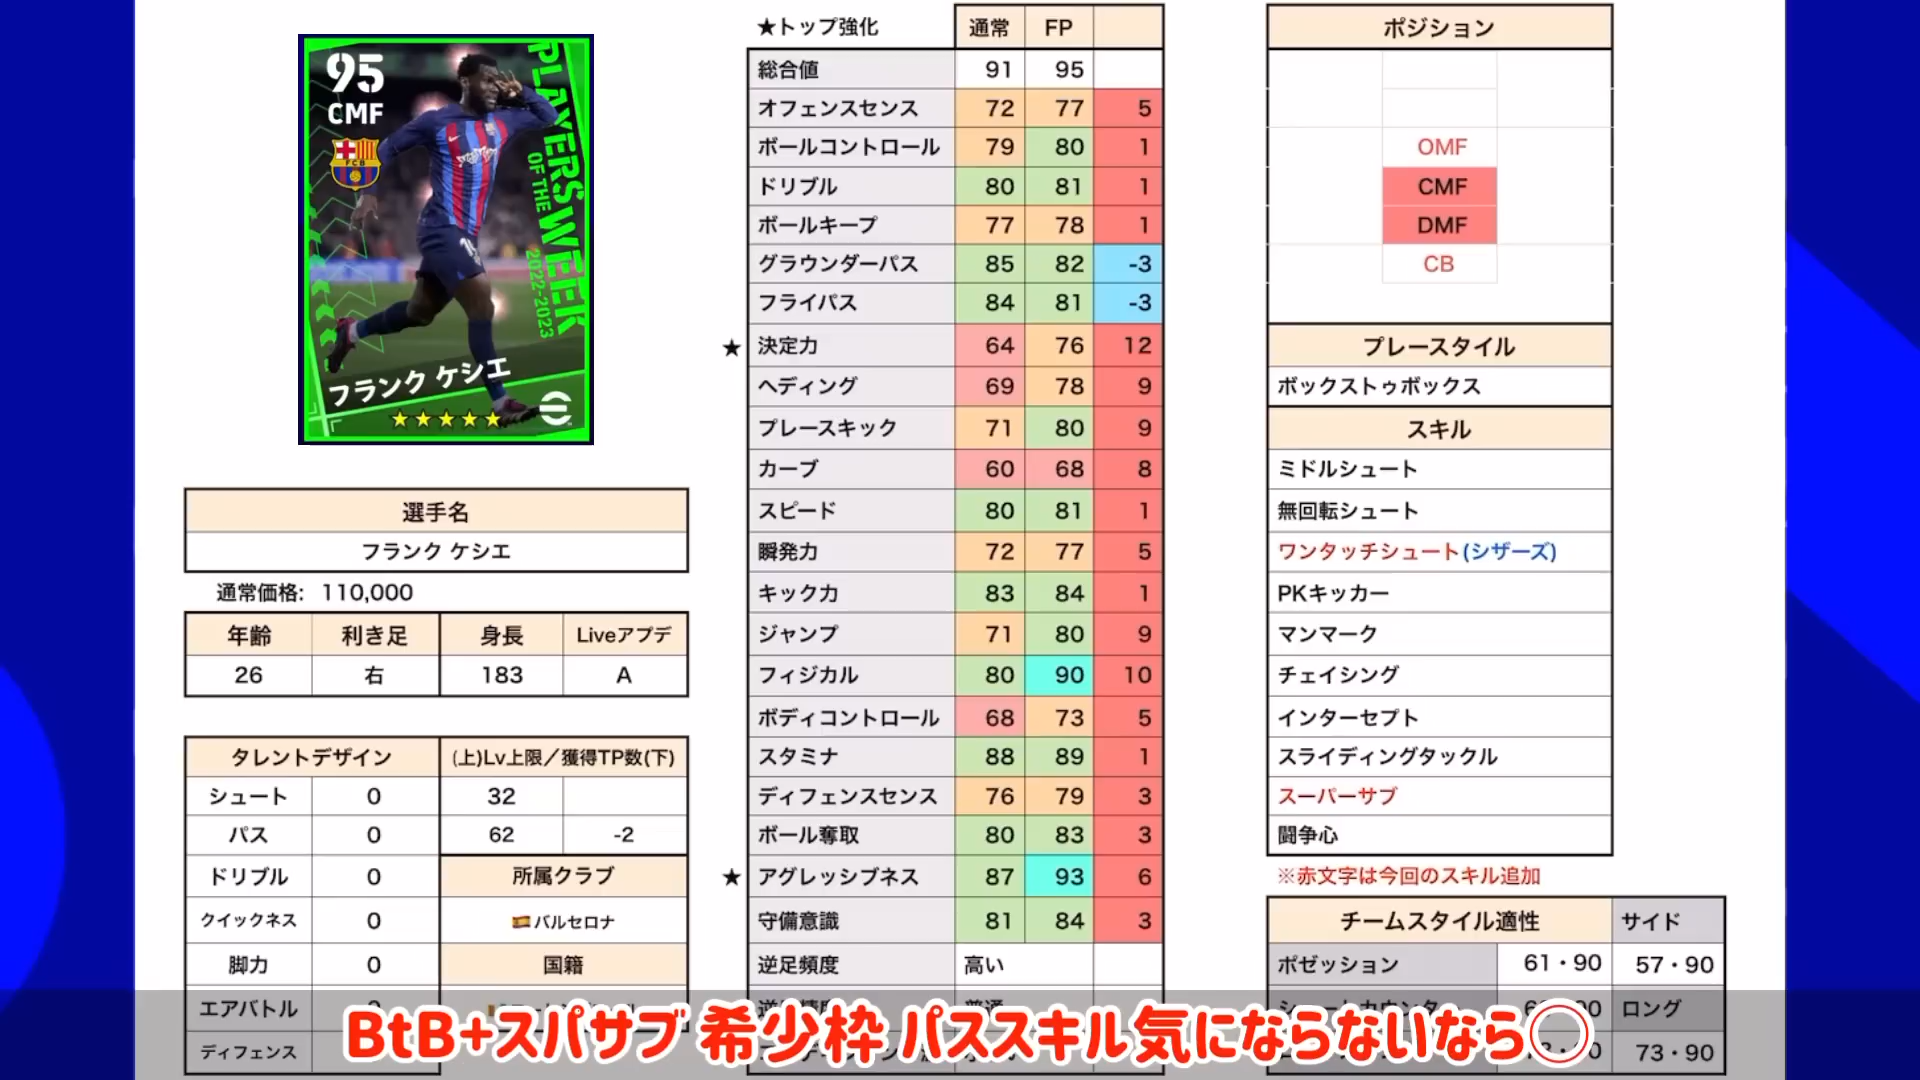 95
CMF
FCB
PLAYERS OF THE WEEK
2022-2023
フランク ケシエ
★★★★★
選手名
フランク ケシエ
通常価格: 110,000
年齢 利き足 身長 Liveアプデ
26 右 183 A
タレントデザイン (上)Lv上限／獲得TP数(下)
シュート 0 32
パス 0 62 -2
ドリブル 0 所属クラブ
クイックネス 0 バルセロナ
脚力 0 国籍
エアバトル
ディフェンス
★トップ強化 通常 FP
総合値 91 95
オフェンスセンス 72 77 5
ボールコントロール 79 80 1
ドリブル 80 81 1
ボールキープ 77 78 1
グラウンダーパス 85 82 -3
フライパス 84 81 -3
★ 決定力 64 76 12
ヘディング 69 78 9
プレースキック 71 80 9
カーブ 60 68 8
スピード 80 81 1
瞬発力 72 77 5
キック力 83 84 1
ジャンプ 71 80 9
フィジカル 80 90 10
ボディコントロール 68 73 5
スタミナ 88 89 1
ディフェンスセンス 76 79 3
ボール奪取 80 83 3
★ アグレッシブネス 87 93 6
守備意識 81 84 3
逆足頻度 高い
ポジション
OMF
CMF
DMF
CB
プレースタイル
ボックストゥボックス
スキル
ミドルシュート
無回転シュート
ワンタッチシュート(シザーズ)
PKキッカー
マンマーク
チェイシング
インターセプト
スライディングタックル
スーパーサブ
闘争心
※赤文字は今回のスキル追加
チームスタイル適性 サイド
ポゼッション 61・90 57・90
ロング
73・90
BtB+スパサブ 希少枠 パススキル気にならないなら◯